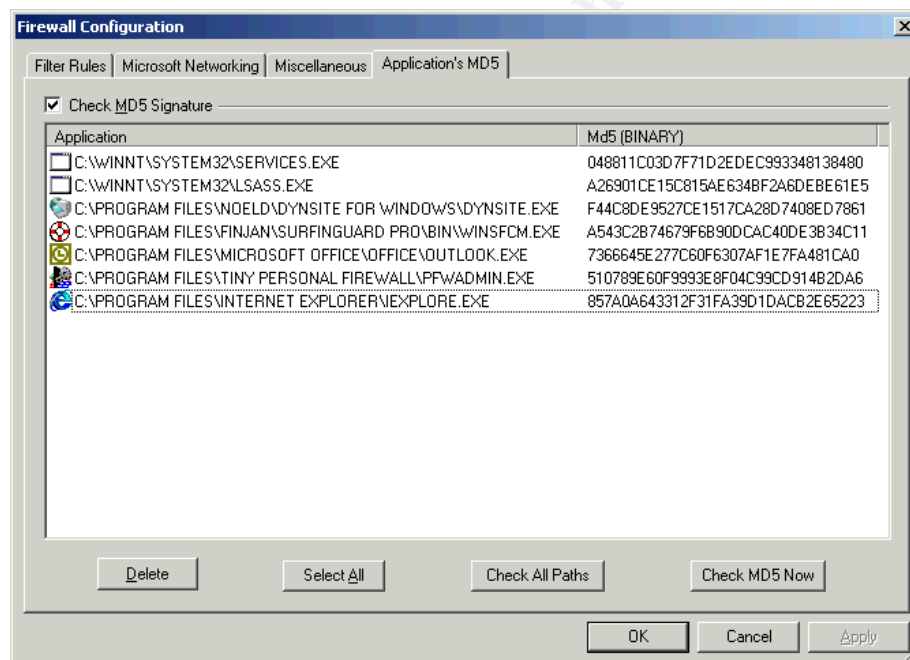 Firewall Configuration
Filter Rules Microsoft Networking Miscellaneous Application's MD5
Check MD5 Signature
Application Md5 (BINARY)
C:\WINNT\SYSTEM32\SERVICES.EXE 048811C03D7F71D2EDEC993348138480
C:\WINNT\SYSTEM32\LSASS.EXE A26901CE15C815AE634BF2A6DEBE61E5
C:\PROGRAM FILES\NOELD\DYNSITE FOR WINDOWS\DYNSITE.EXE F44C8DE9527CE1517CA28D7408ED7861
C:\PROGRAM FILES\FINJAN\SURFINGUARD PRO\BIN\WINSFCM.EXE A543C2B74679F6B90DCAC40DE3B34C11
C:\PROGRAM FILES\MICROSOFT OFFICE\OFFICE\OUTLOOK.EXE 7366645E277C60F6307AF1E7FA481CA0
C:\PROGRAM FILES\TINY PERSONAL FIREWALL\PFWADMIN.EXE 510789E60F9993E8F04C99CD914B2DA6
C:\PROGRAM FILES\INTERNET EXPLORER\IEXPLORE.EXE 857A0A643312F31FA39D1DACB2E65223
Delete Select All Check All Paths Check MD5 Now
OK Cancel Apply